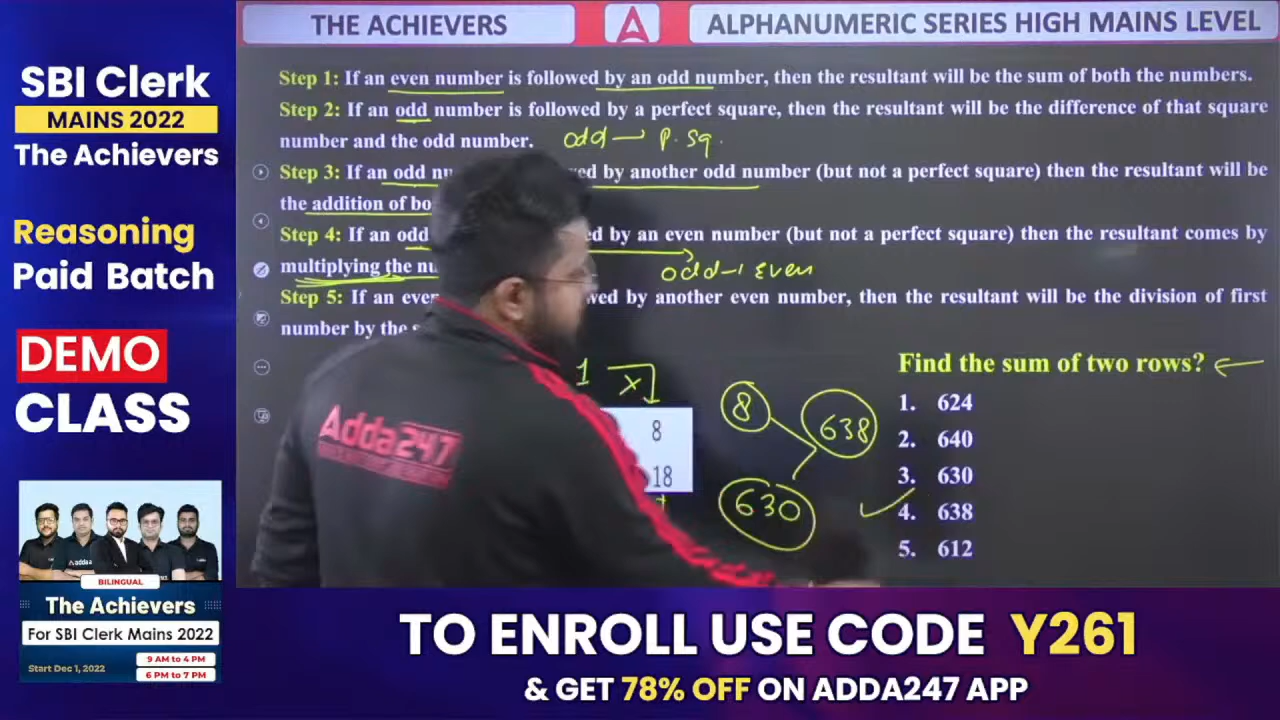 THE ACHIEVERS
ALPHANUMERIC SERIES HIGH MAINS LEVEL
SBI Clerk
MAINS 2022
The Achievers
Reasoning
Paid Batch
DEMO
CLASS
Step 1: If an even number is followed by an odd number, then the resultant will be the sum of both the numbers.
Step 2: If an odd number is followed by a perfect square, then the resultant will be the difference of that square
number and the odd number. odd → P. Sq.
Step 3: If an odd by another odd number (but not a perfect square) then the resultant will be
the addition of
Step 4: If an odd by an even number (but not a perfect square) then the resultant comes by
multiplying the
odd → Even
Step 5: If an by another even number, then the resultant will be the division of first
number by the
1 x
8
18
8
638
630
Find the sum of two rows?
1. 624
2. 640
3. 630
4. 638
5. 612
Adda247
BILINGUAL
The Achievers
For SBI Clerk Mains 2022
Start Dec 1, 2022
9 AM to 4 PM
6 PM to 7 PM
TO ENROLL USE CODE Y261
& GET 78% OFF ON ADDA247 APP